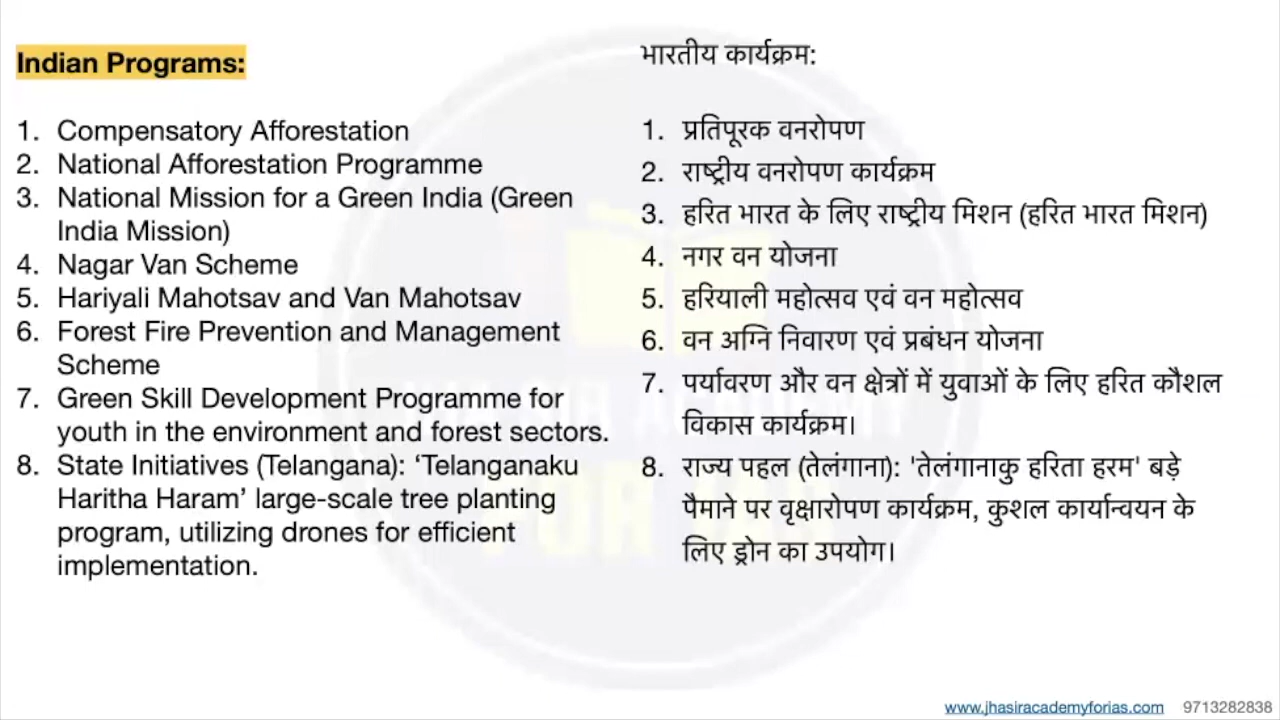 Indian Programs:
1. Compensatory Afforestation
2. National Afforestation Programme
3. National Mission for a Green India (Green
India Mission)
4. Nagar Van Scheme
5. Hariyali Mahotsav and Van Mahotsav
6. Forest Fire Prevention and Management
Scheme
7. Green Skill Development Programme for
youth in the environment and forest sectors.
8. State Initiatives (Telangana): ‘Telanganaku
Haritha Haram’ large-scale tree planting
program, utilizing drones for efficient
implementation.
भारतीय कार्यक्रम:
1. प्रतिपूरक वनरोपण
2. राष्ट्रीय वनरोपण कार्यक्रम
3. हरित भारत के लिए राष्ट्रीय मिशन (हरित भारत मिशन)
4. नगर वन योजना
5. हरियाली महोत्सव एवं वन महोत्सव
6. वन अग्नि निवारण एवं प्रबंधन योजना
7. पर्यावरण और वन क्षेत्रों में युवाओं के लिए हरित कौशल
विकास कार्यक्रम।
8. राज्य पहल (तेलंगाना): 'तेलंगानाकु हरिता हरम' बड़े
पैमाने पर वृक्षारोपण कार्यक्रम, कुशल कार्यान्वयन के
लिए ड्रोन का उपयोग।
www.jhasiracademyforias.com 9713282838